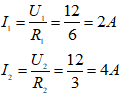 I₁ = U₁/R₁ = 12/6 = 2A
I₂ = U₂/R₂ = 12/3 = 4A